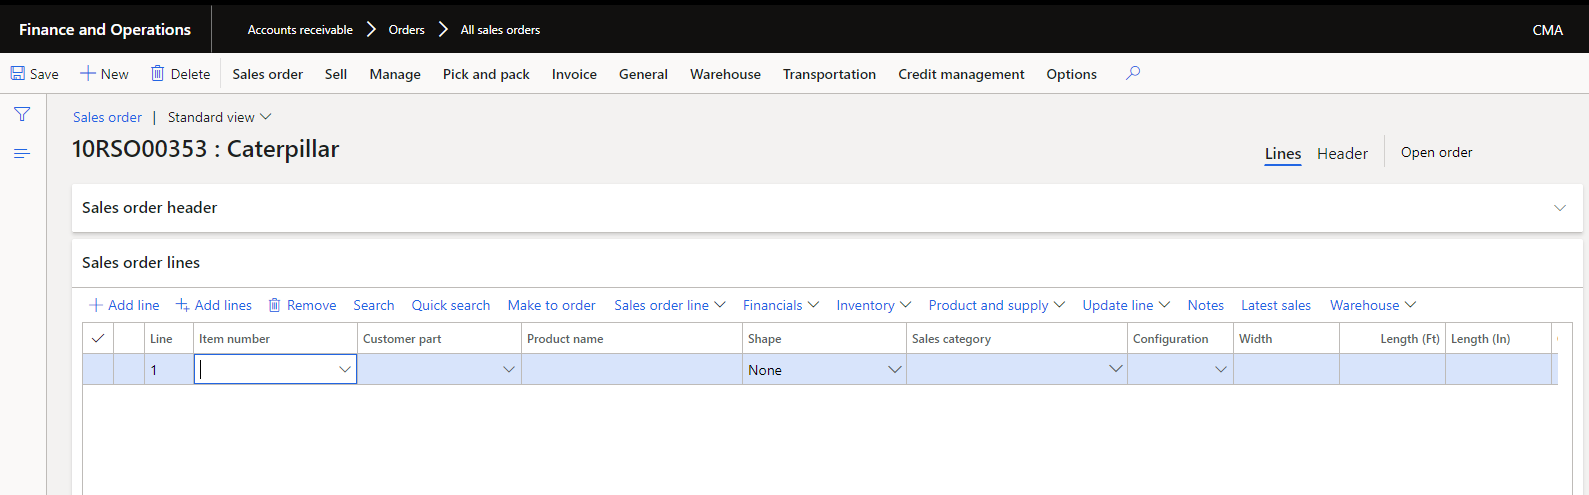 Finance and Operations Accounts receivable Orders All sales orders CMA
Save New Delete Sales order Sell Manage Pick and pack Invoice General Warehouse Transportation Credit management Options
Sales order | Standard view
10RSO00353 : Caterpillar
Lines Header Open order
Sales order header
Sales order lines
Add line Add lines Remove Search Quick search Make to order Sales order line Financials Inventory Product and supply Update line Notes Latest sales Warehouse
Line Item number Customer part Product name Shape Sales category Configuration Width Length (Ft) Length (In)
1 None